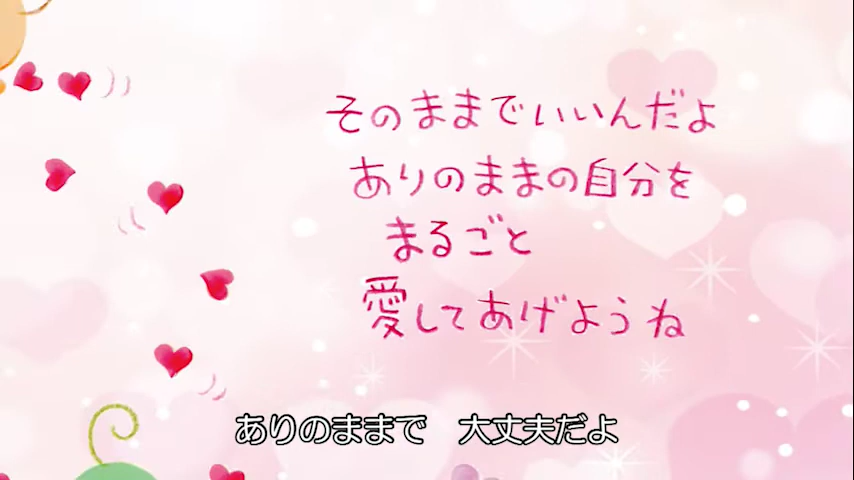 そのままでいいんだよ
ありのままの自分を
まるごと
愛してあげようね
ありのままで　大丈夫だよ